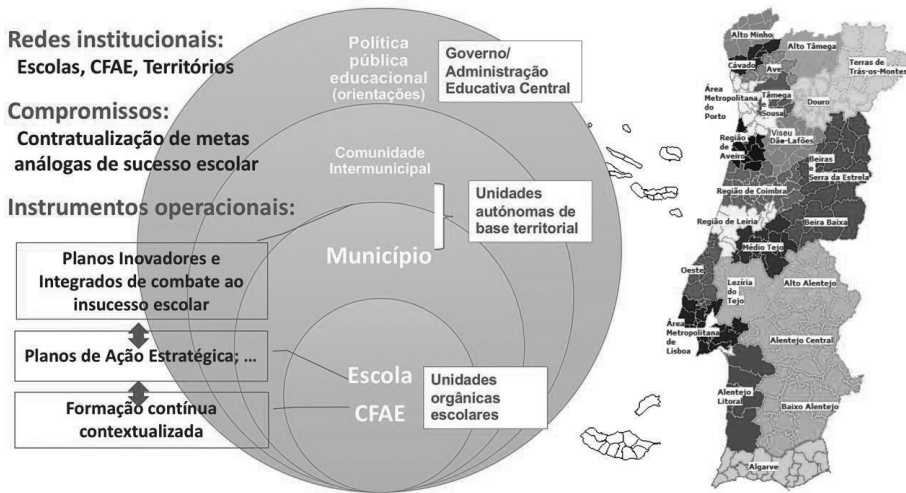 Redes institucionais:
Escolas, CFAE, Territórios
Compromissos:
Contratualização de metas
análogas de sucesso escolar
Instrumentos operacionais:
Planos Inovadores e
Integrados de combate ao
insucesso escolar
Planos de Ação Estratégica; ...
Formação contínua
contextualizada
Política
pública
educacional
(orientações)
Governo/
Administração
Educativa Central
Comunidade
Intermunicipal
Unidades
autónomas de
base territorial
Município
Escola
CFAE
Unidades
orgânicas
escolares
Alto Minho
Alto Tâmega
Cávado
Ave
Terras de
Trás-os-Montes
Área
Metropolitana
do
Porto
Tâmega
e
Sousa
Douro
Região
de
Aveiro
Viseu
Dão-Lafões
Beiras
e
Serra da Estrela
Região de Coimbra
Região de Leiria
Beira Baixa
Médio Tejo
Oeste
Lezíria
do
Tejo
Alto Alentejo
Área
Metropolitana
de
Lisboa
Alentejo Central
Alentejo
Litoral
Baixo Alentejo
Algarve